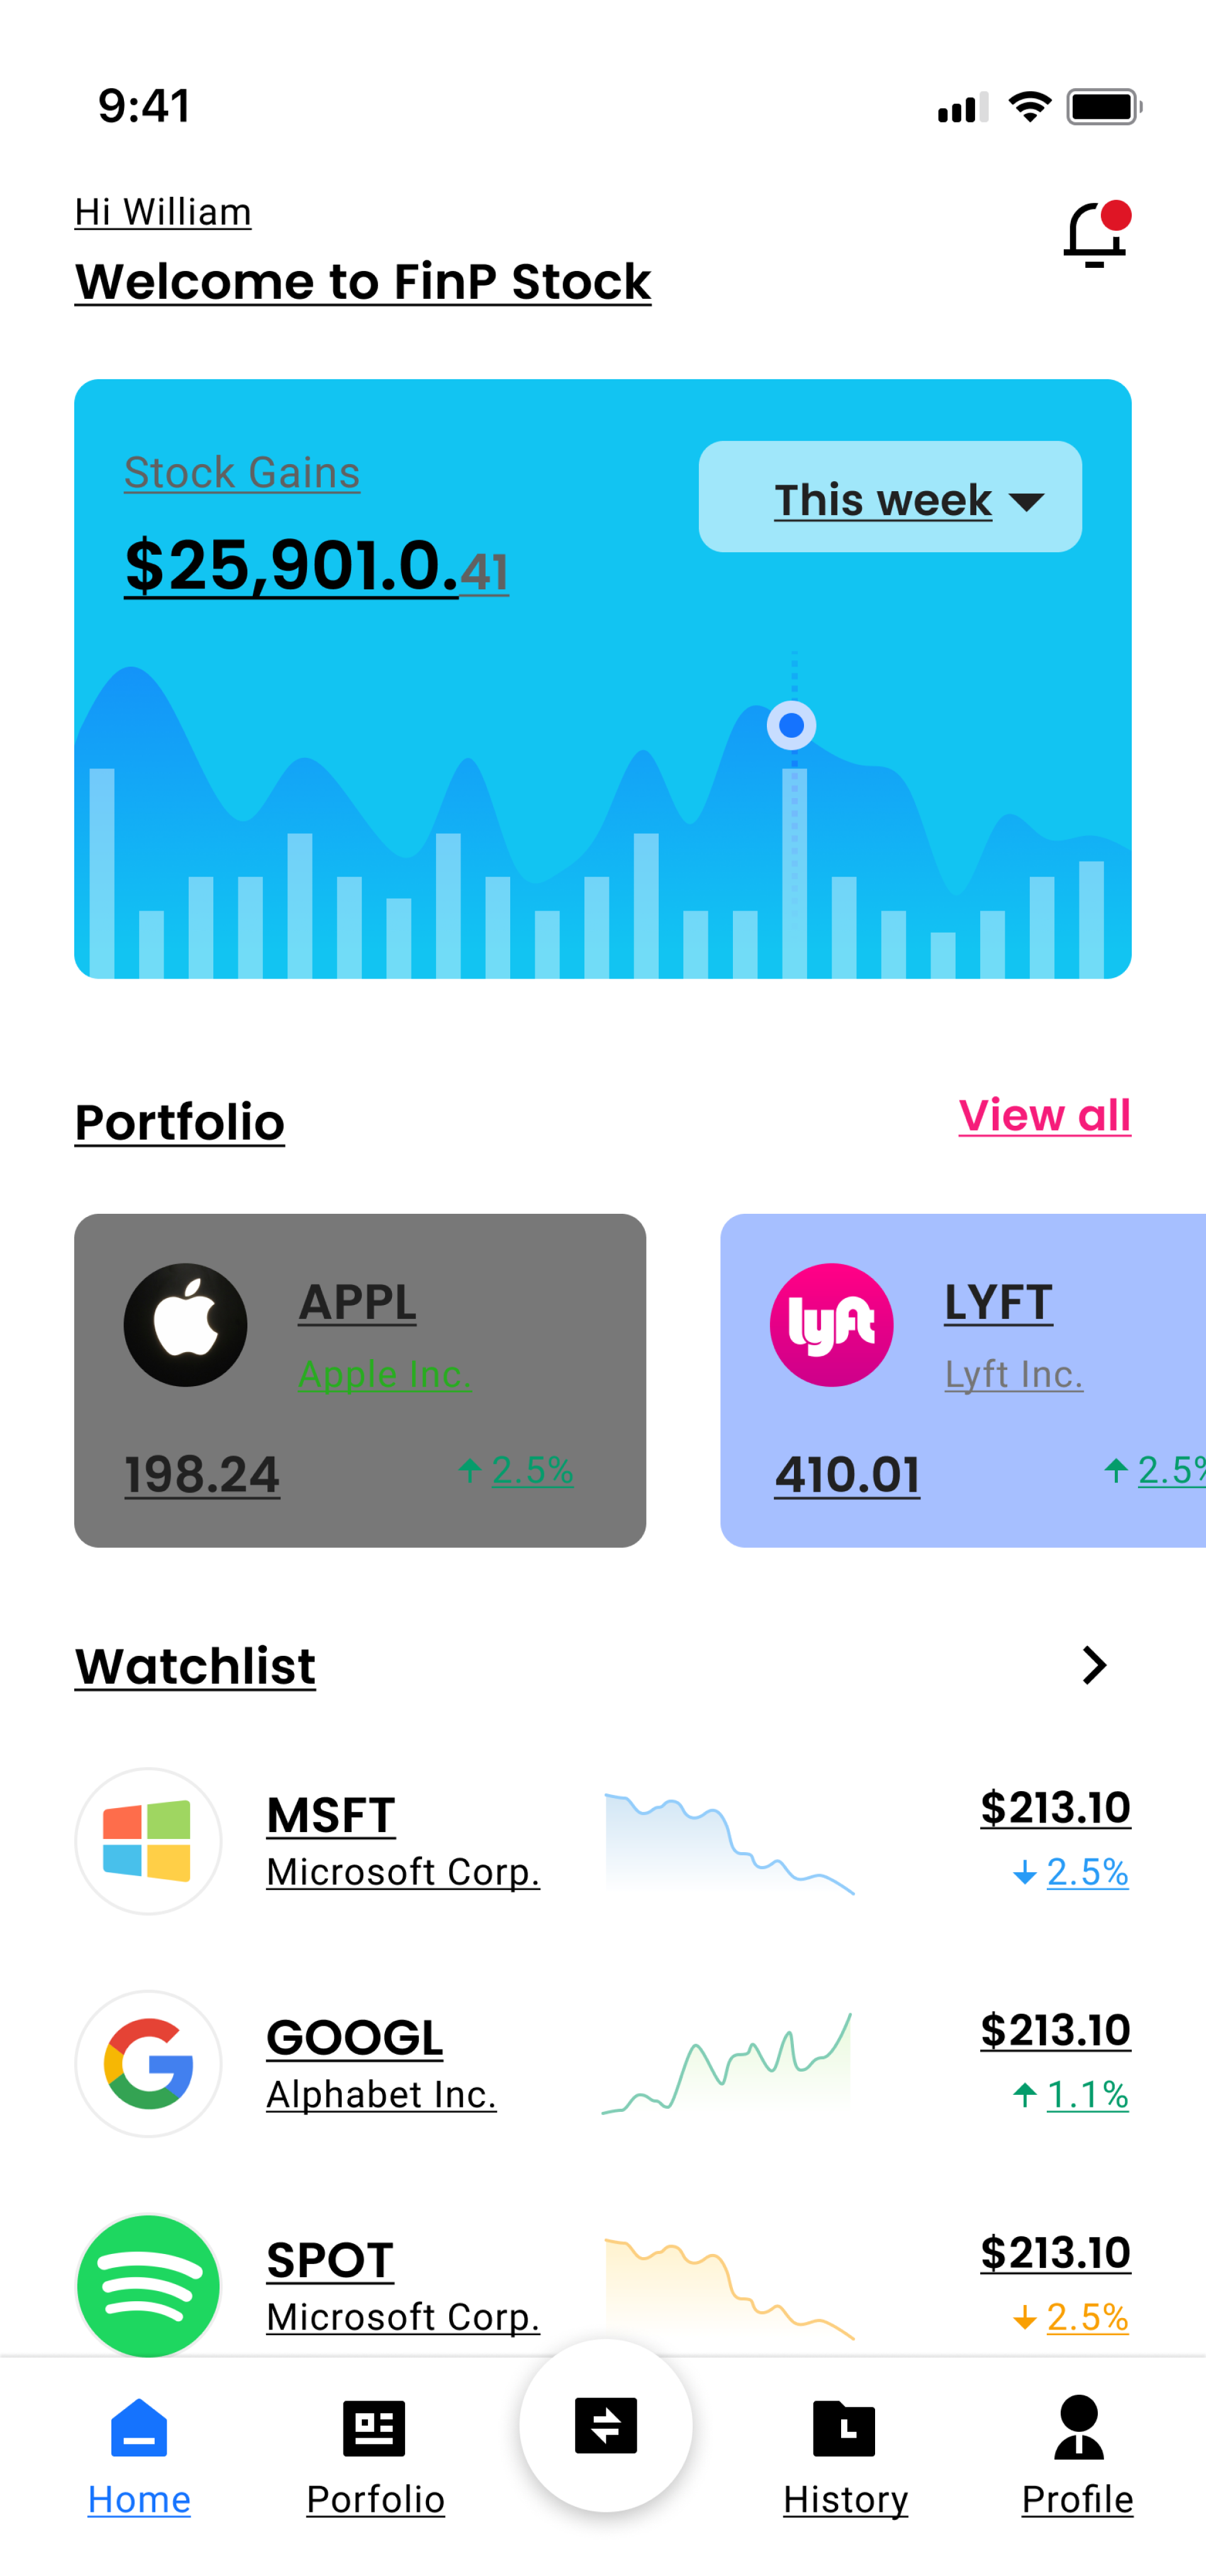 9:41
Hi William
Welcome to FinP Stock
Stock Gains
This week
$25,901.0.41
Portfolio
View all
APPL
Apple Inc.
198.24
2.5%
lyft
LYFT
Lyft Inc.
410.01
2.5%
Watchlist
MSFT
Microsoft Corp.
$213.10
2.5%
GOOGL
Alphabet Inc.
$213.10
1.1%
SPOT
Microsoft Corp.
$213.10
2.5%
Home
Porfolio
History
Profile